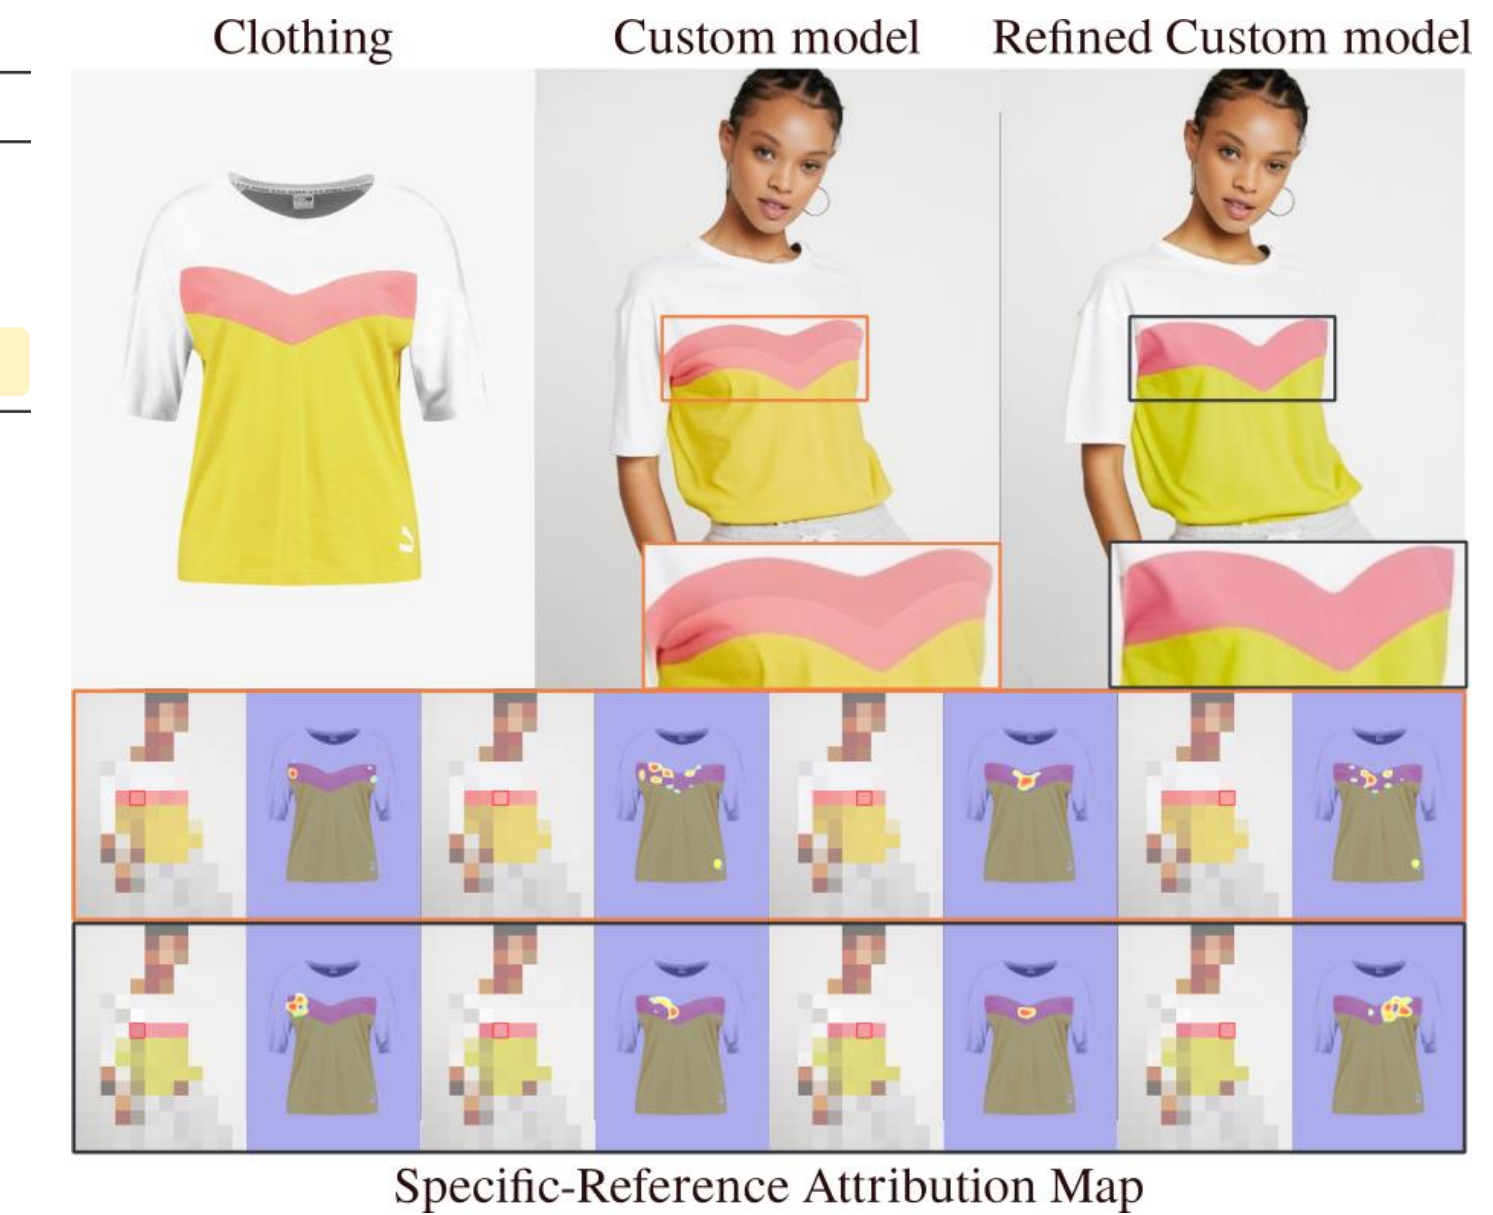 Clothing
Custom model
Refined Custom model
Specific-Reference Attribution Map